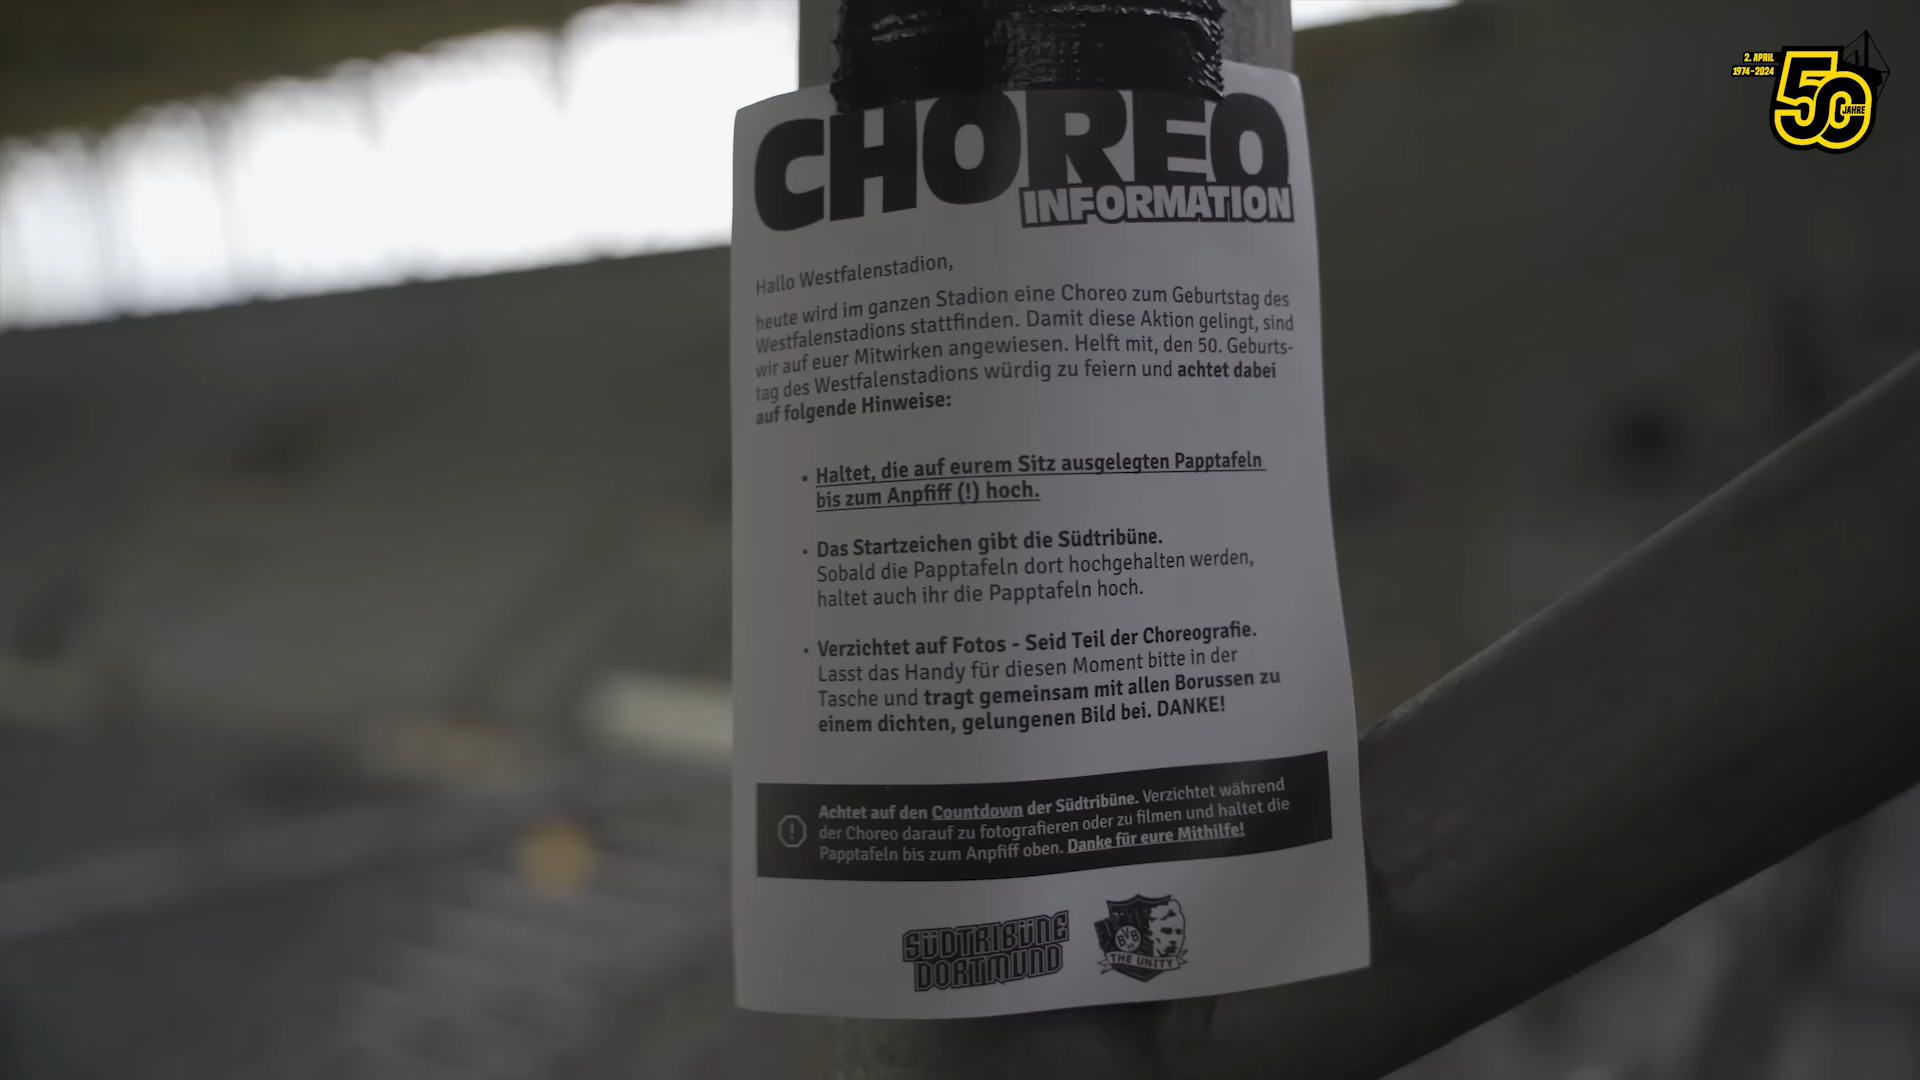 2. APRIL
1974-2024
50
JAHRE
CHOREO
INFORMATION
Hallo Westfalenstadion,
heute wird im ganzen Stadion eine Choreo zum Geburtstag des
Westfalenstadions stattfinden. Damit diese Aktion gelingt, sind
wir auf euer Mitwirken angewiesen. Helft mit, den 50. Geburts-
tag des Westfalenstadions würdig zu feiern und achtet dabei
auf folgende Hinweise:
• Haltet, die auf eurem Sitz ausgelegten Papptafeln
bis zum Anpfiff (!) hoch.
• Das Startzeichen gibt die Südtribüne.
Sobald die Papptafeln dort hochgehalten werden,
haltet auch ihr die Papptafeln hoch.
• Verzichtet auf Fotos - Seid Teil der Choreografie.
Lasst das Handy für diesen Moment bitte in der
Tasche und tragt gemeinsam mit allen Borussen zu
einem dichten, gelungenen Bild bei. DANKE!
Achtet auf den Countdown der Südtribüne. Verzichtet während
der Choreo darauf zu fotografieren oder zu filmen und haltet die
Papptafeln bis zum Anpfiff oben. Danke für eure Mithilfe!
SÜDTRIBÜNE
DORTMUND
BVB
THE UNITY